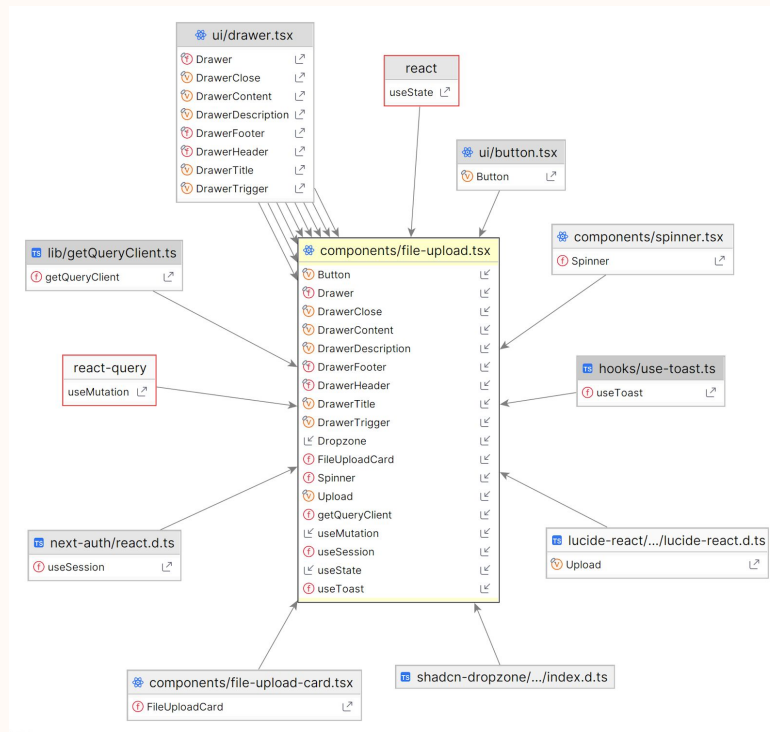 ui/drawer.tsx
Drawer
DrawerClose
DrawerContent
DrawerDescription
DrawerFooter
DrawerHeader
DrawerTitle
DrawerTrigger
react
useState
ui/button.tsx
Button
components/spinner.tsx
Spinner
lib/getQueryClient.ts
getQueryClient
components/file-upload.tsx
Button
Drawer
DrawerClose
DrawerContent
DrawerDescription
DrawerFooter
DrawerHeader
DrawerTitle
DrawerTrigger
Dropzone
FileUploadCard
Spinner
Upload
getQueryClient
useMutation
useSession
useState
useToast
react-query
useMutation
TS hooks/use-toast.ts
useToast
TS next-auth/react.d.ts
useSession
TS lucide-react/.../lucide-react.d.ts
Upload
components/file-upload-card.tsx
FileUploadCard
TS shadcn-dropzone/.../index.d.ts